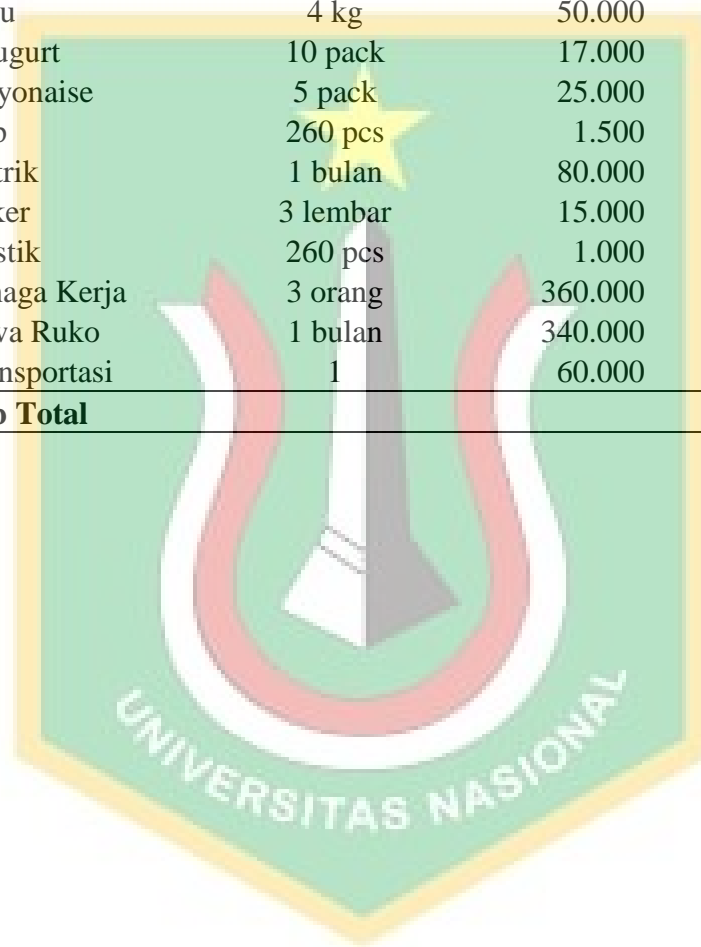 u 4 kg 50.000
ugurt 10 pack 17.000
yonaise 5 pack 25.000
260 pcs 1.500
trik 1 bulan 80.000
ker 3 lembar 15.000
stik 260 pcs 1.000
naga Kerja 3 orang 360.000
va Ruko 1 bulan 340.000
nsportasi 1 60.000
Total
UNIVERSITAS NASIONAL